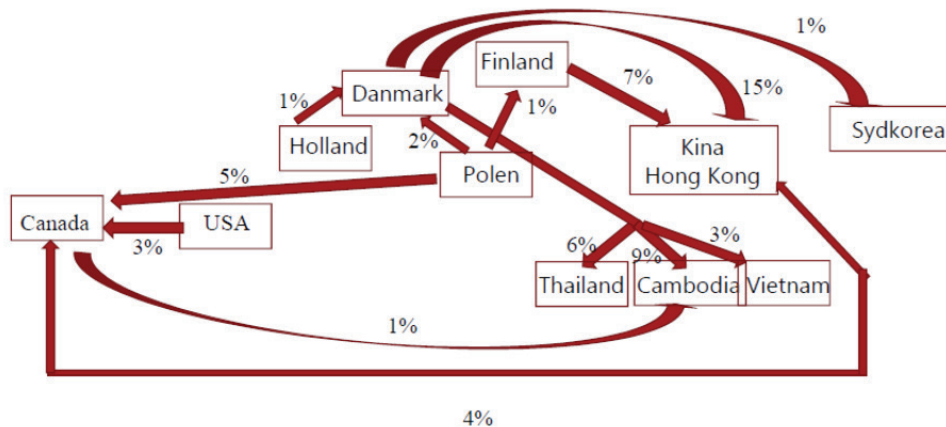 1%
Finland
7%
15%
Danmark
1%
1%
Sydkorea
Holland
2%
Kina
Hong Kong
Polen
5%
Canada
USA
3%
6%
9%
3%
Thailand
Cambodia
Vietnam
1%
4%